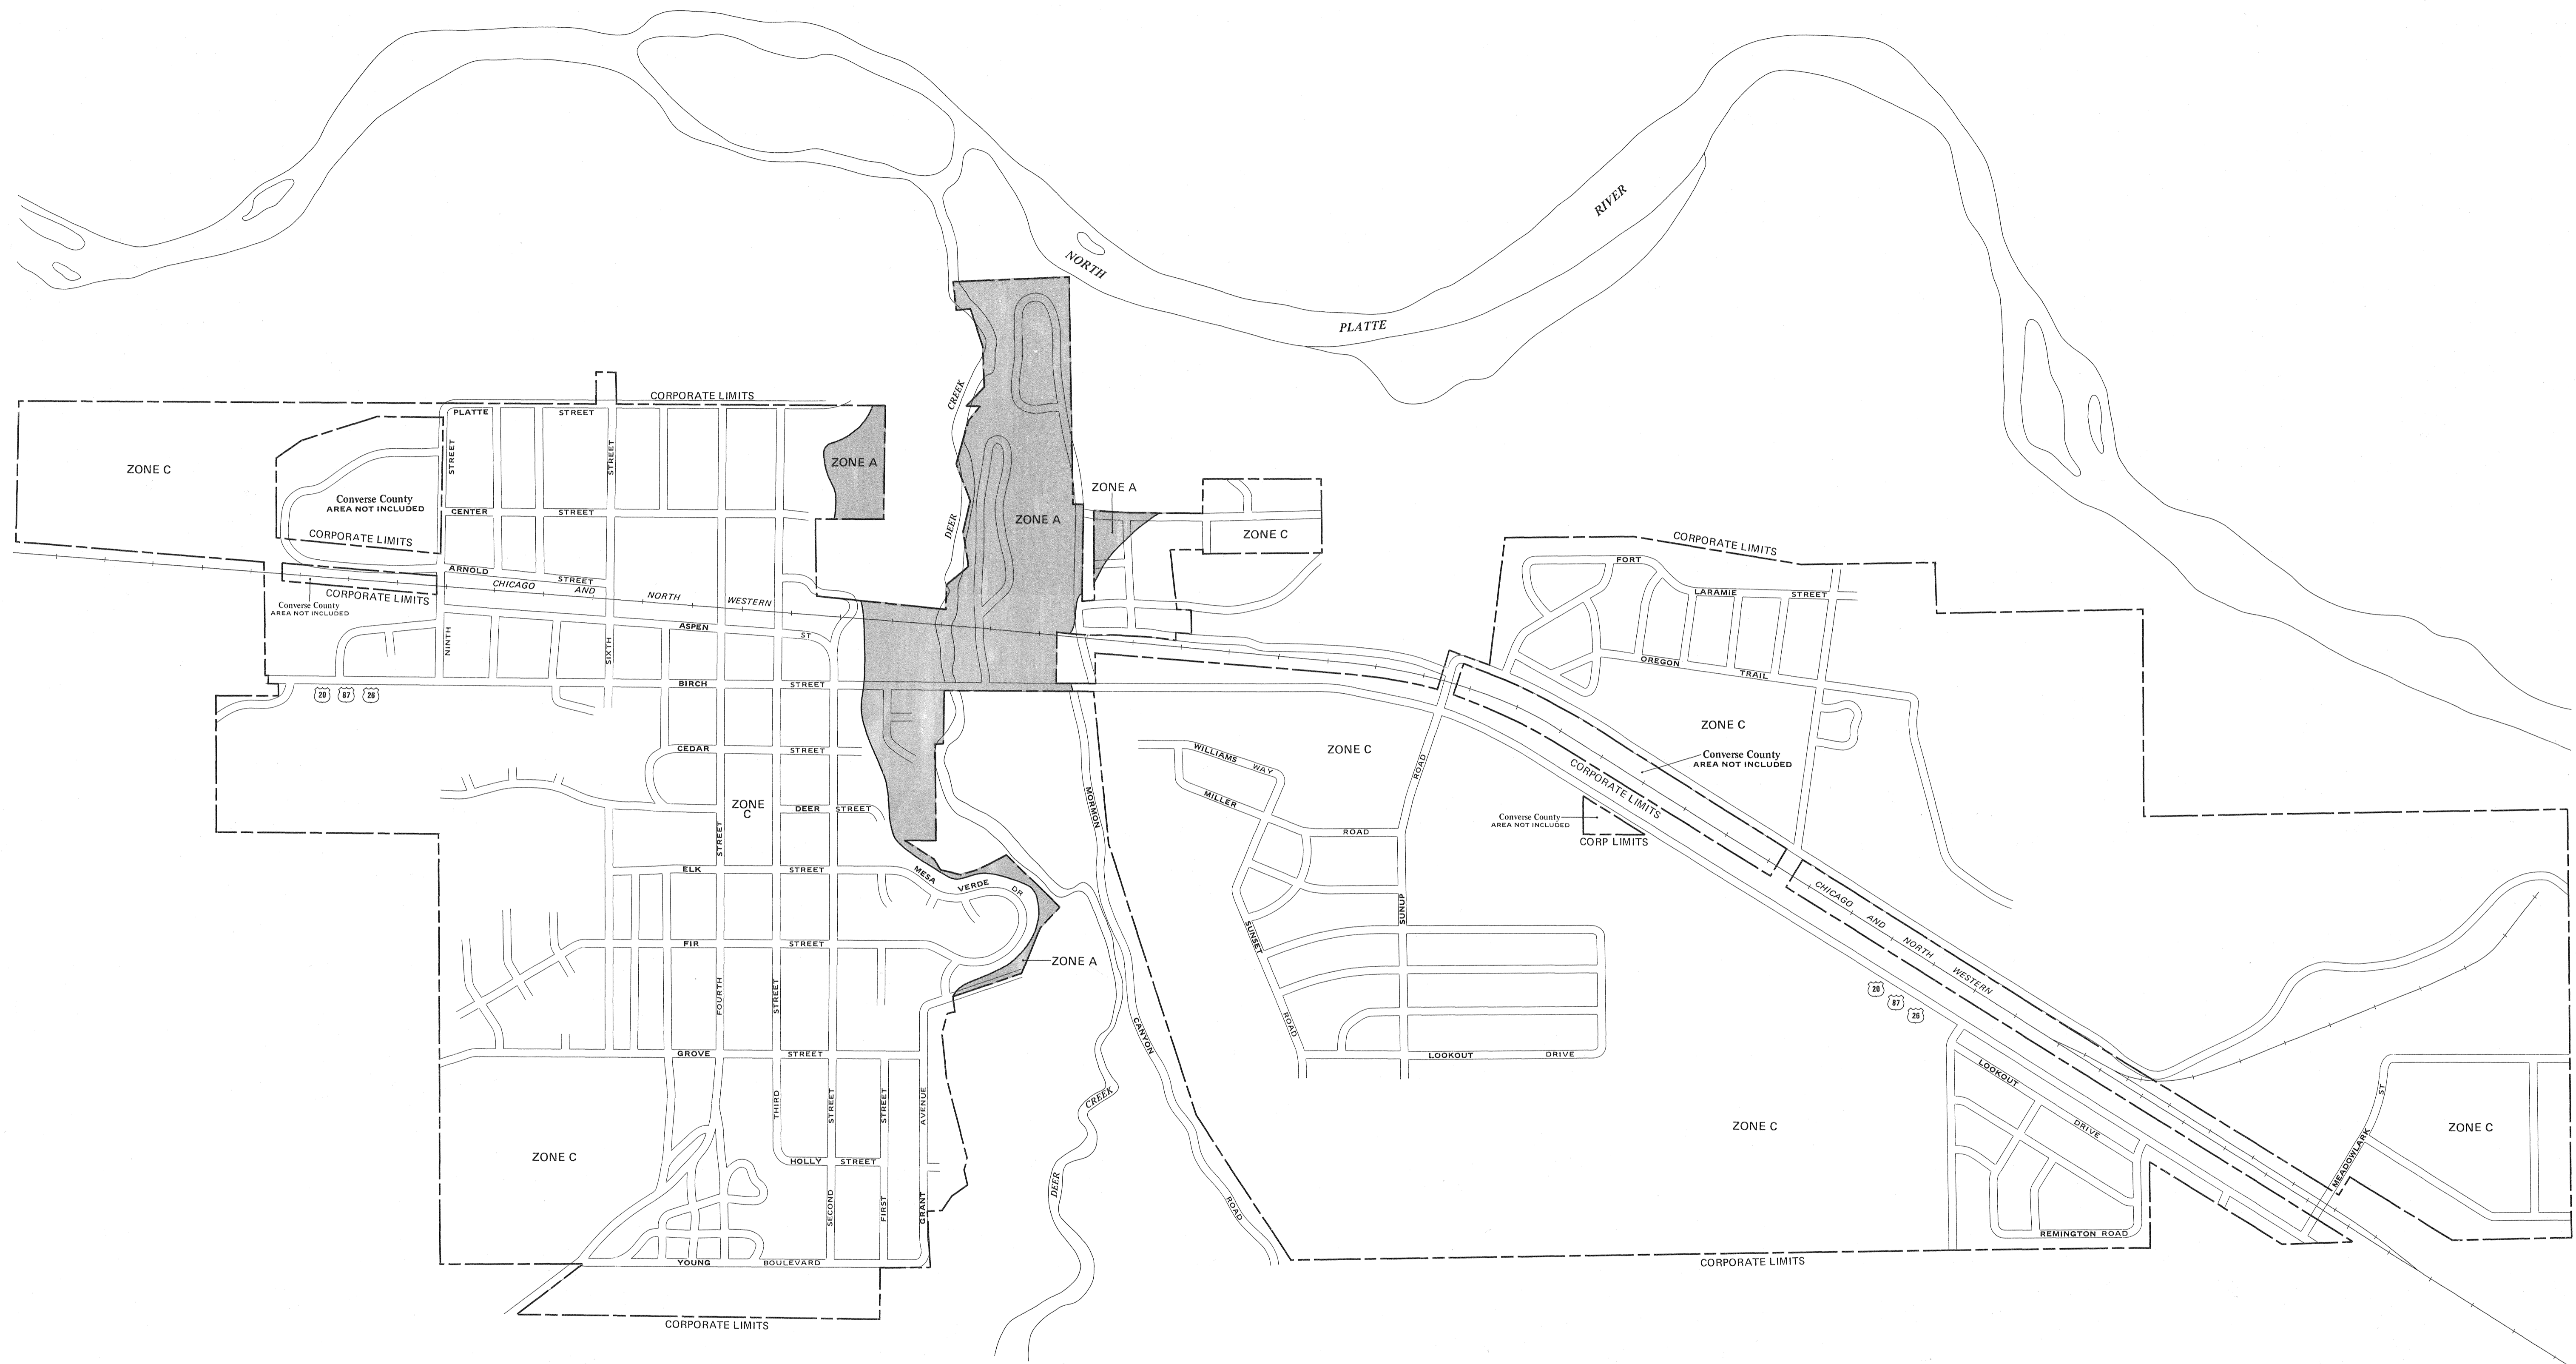 RIVER
NORTH
PLATTE
CORPORATE LIMITS
PLATTE STREET
CREEK
STREET
STREET
ZONE A
ZONE C
ZONE A
Converse County
AREA NOT INCLUDED
CENTER STREET
ZONE A
DEER
ZONE C
CORPORATE LIMITS
CORPORATE LIMITS
FORT
ARNOLD STREET
CHICAGO AND NORTH WESTERN
LARAMIE STREET
CORPORATE LIMITS
Converse County
AREA NOT INCLUDED
ASPEN ST
NINTH
SIXTH
OREGON TRAIL
BIRCH STREET
20 87 26
ZONE C
CEDAR STREET
WILLIAMS WAY
ZONE C
ROAD
Converse County
AREA NOT INCLUDED
CORPORATE LIMITS
MILLER
ROAD
MORMON
ZONE
C
DEER STREET
STREET
Converse County
AREA NOT INCLUDED
CORP LIMITS
ELK STREET
MESA VERDE DR
SUNUP
CHICAGO AND NORTH WESTERN
FIR STREET
SUNSET
ZONE A
FOURTH
STREET
20
87
26
ROAD
CANYON
GROVE STREET
LOOKOUT DRIVE
LOOKOUT
DRIVE
THIRD
STREET
STREET
AVENUE
CREEK
ST
ZONE C
ZONE C
MEADOWLARK
ZONE C
HOLLY STREET
DEER
SECOND
FIRST
GRANT
ROAD
REMINGTON ROAD
YOUNG BOULEVARD
CORPORATE LIMITS
CORPORATE LIMITS